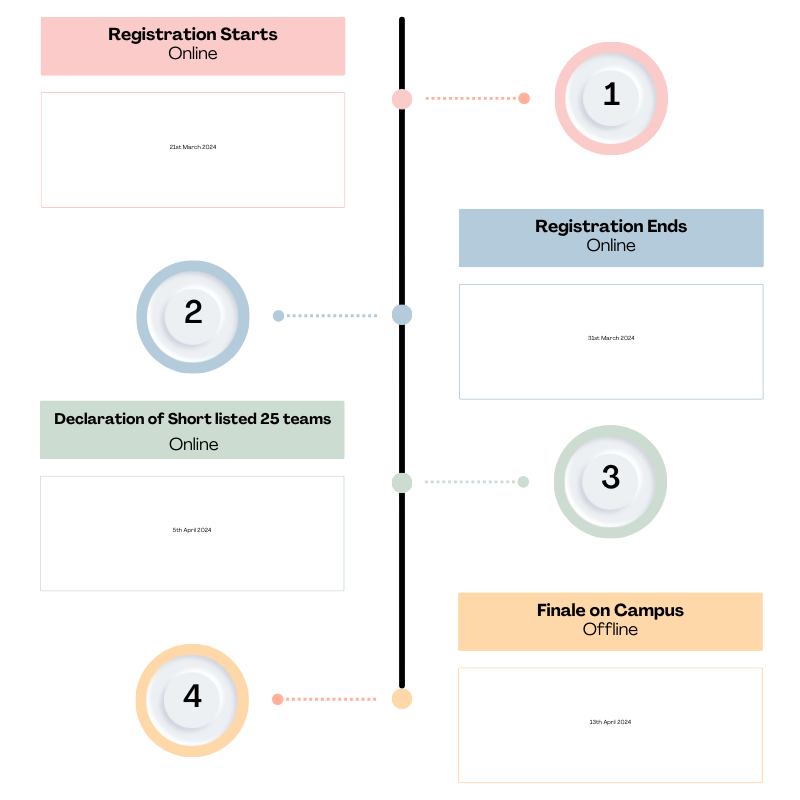 Registration Starts
Online
1
21st March 2024
Registration Ends
Online
2
31st March 2024
Declaration of Short listed 25 teams
Online
3
5th April 2024
Finale on Campus
Offline
4
13th April 2024